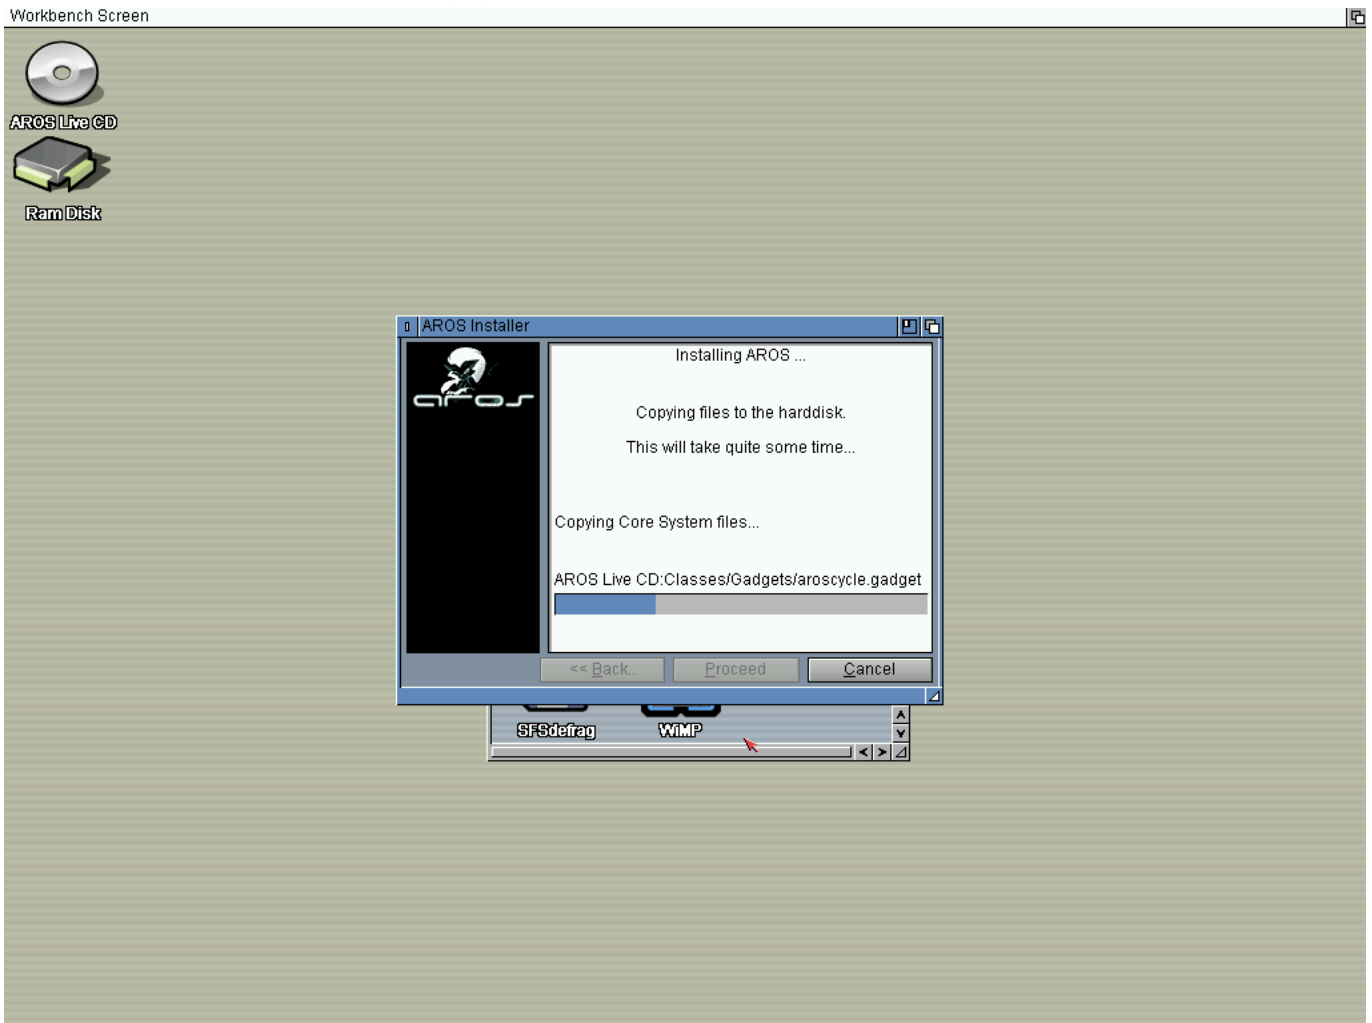 Workbench Screen
AROS Live CD
Ram Disk
AROS Installer
aros
Installing AROS ...
Copying files to the harddisk.
This will take quite some time...
Copying Core System files...
AROS Live CD:Classes/Gadgets/aroscycle.gadget
<< Back..
Proceed
Cancel
SFSdefrag
WiMP